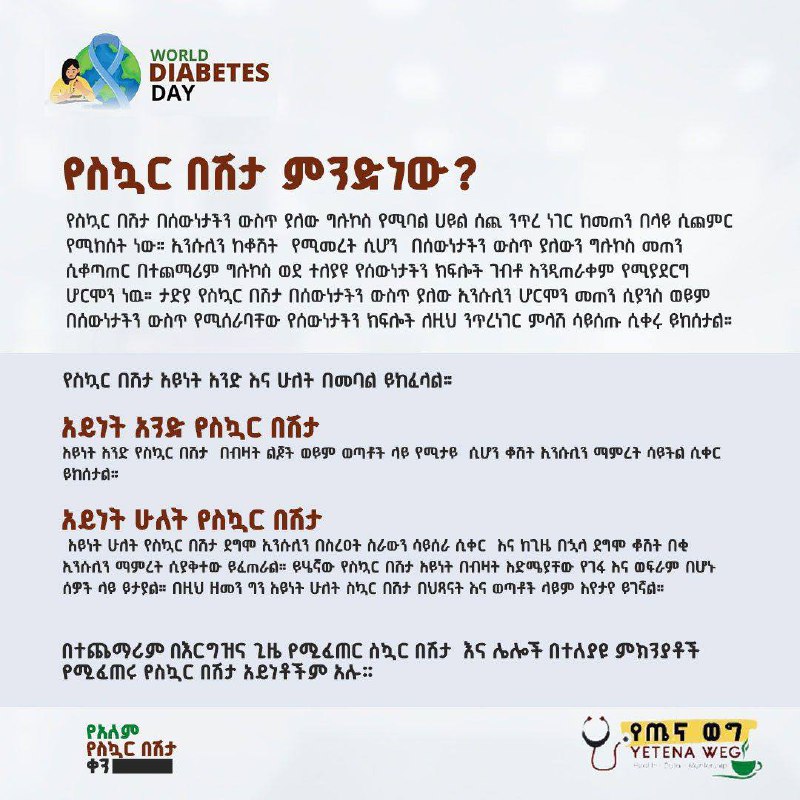 WORLD
DIABETES
DAY
የስኳር በሽታ ምንድነው?
የስኳር በሽታ በሰውነታችን ውስጥ ያለው ግሉኮስ የሚባል ሀይል ሰጪ ንጥረ ነገር ከመጠን በላይ ሲጨምር
የሚከሰት ነው። ኢንሱሊን ከቆሽት የሚመረት ሲሆን በሰውነታችን ውስጥ ያለውን ግሉኮስ መጠን
ሲቆጣጠር በተጨማሪም ግሉኮስ ወደ ተለያዩ የሰውነታችን ክፍሎች ገብቶ እንዲጠራቀም የሚያደርግ
ሆርሞን ነዉ። ታድያ የስኳር በሽታ በሰውነታችን ውስጥ ያለው ኢንሱሊን ሆርሞን መጠን ሲያንስ ወይም
በሰውነታችን ውስጥ የሚሰራባቸው የሰውነታችን ክፍሎች ለዚህ ንጥረነገር ምላሽ ሳይሰጡ ሲቀሩ ይከሰታል።
የስኳር በሽታ አይነት አንድ እና ሁለት በመባል ይከፈላል።
አይነት አንድ የስኳር በሽታ
አይነት አንድ የስኳር በሽታ በብዛት ልጆች ወይም ወጣቶች ላይ የሚታይ ሲሆን ቆሽት ኢንሱሊን ማምረት ሳይችል ሲቀር
ይከሰታል።
አይነት ሁለት የስኳር በሽታ
አይነት ሁለት የስኳር በሽታ ደግሞ ኢንሱሊን በስረዐት ስራውን ሳይሰራ ሲቀር እና ከጊዜ በኋላ ደግሞ ቆሽት በቂ
ኢንሱሊን ማምረት ሲያቅተው ይፈጠራል። ይሄኛው የስኳር በሽታ አይነት በብዛት እድሜያቸው የገፋ እና ወፍራም በሆኑ
ሰዎች ላይ ይታያል። በዚህ ዘመን ግን አይነት ሁለት ስኳር በሽታ በህጻናት እና ወጣቶች ላይም እየታየ ይገኛል።
በተጨማሪም በእርግዝና ጊዜ የሚፈጠር ስኳር በሽታ እና ሌሎች በተለያዩ ምክንያቶች
የሚፈጠሩ የስኳር በሽታ አይነቶችም አሉ።
የአለም
የስኳር በሽታ
ቀን
የጤና ወግ
YETENA WEG